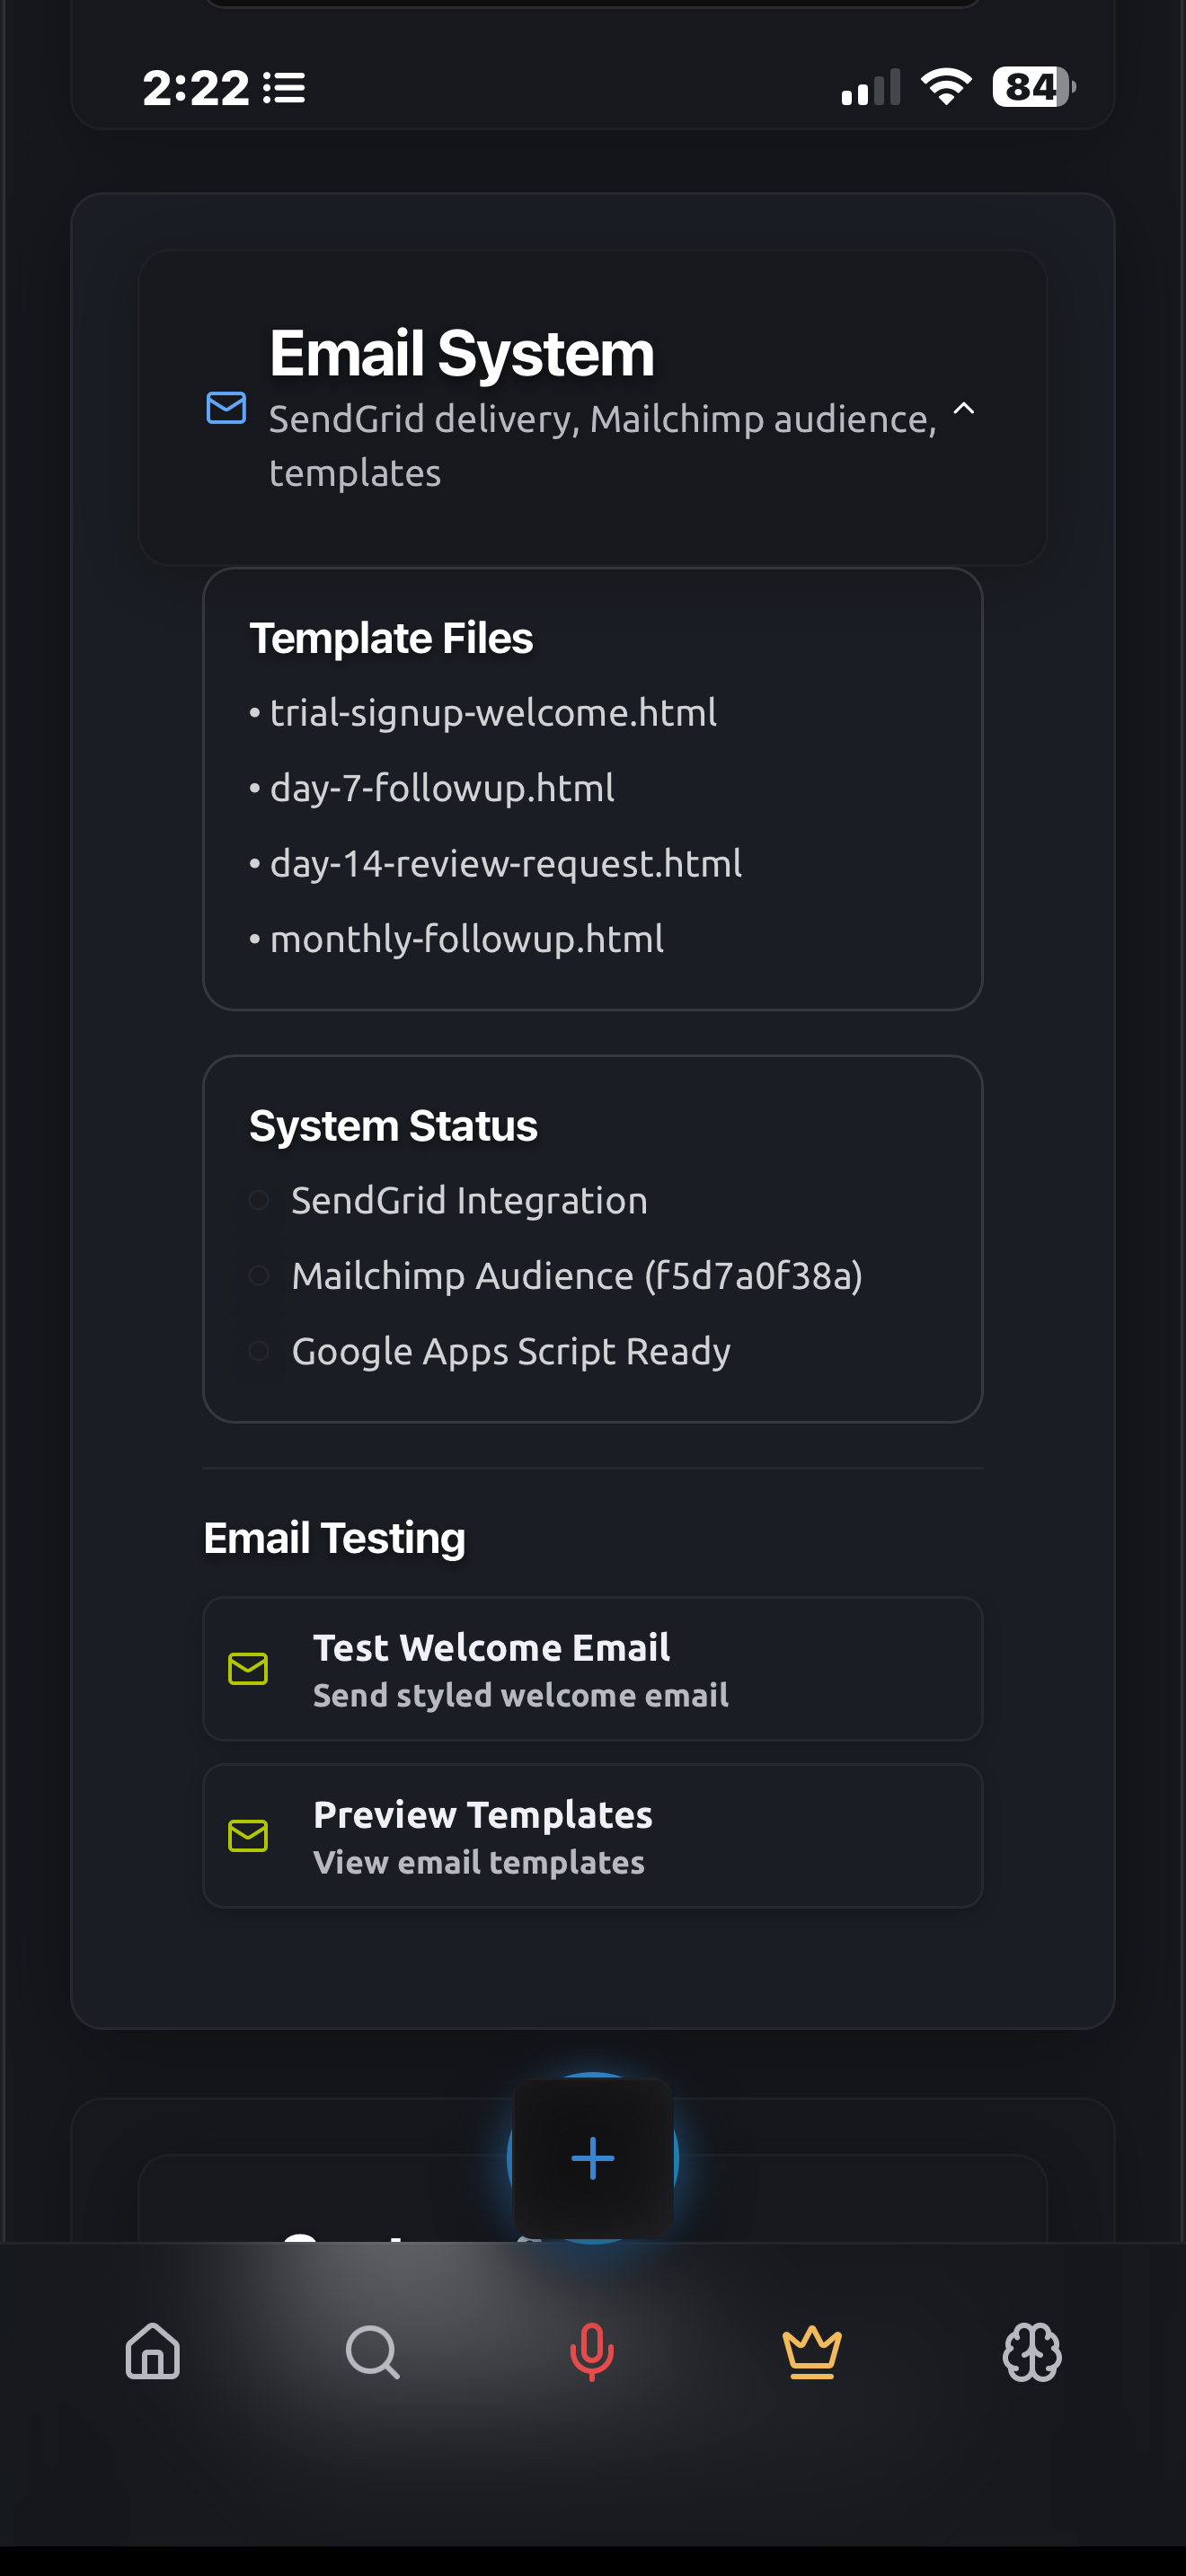 2:22
84
Email System
SendGrid delivery, Mailchimp audience,
templates
Template Files
• trial-signup-welcome.html
• day-7-followup.html
• day-14-review-request.html
• monthly-followup.html
System Status
SendGrid Integration
Mailchimp Audience (f5d7a0f38a)
Google Apps Script Ready
Email Testing
Test Welcome Email
Send styled welcome email
Preview Templates
View email templates